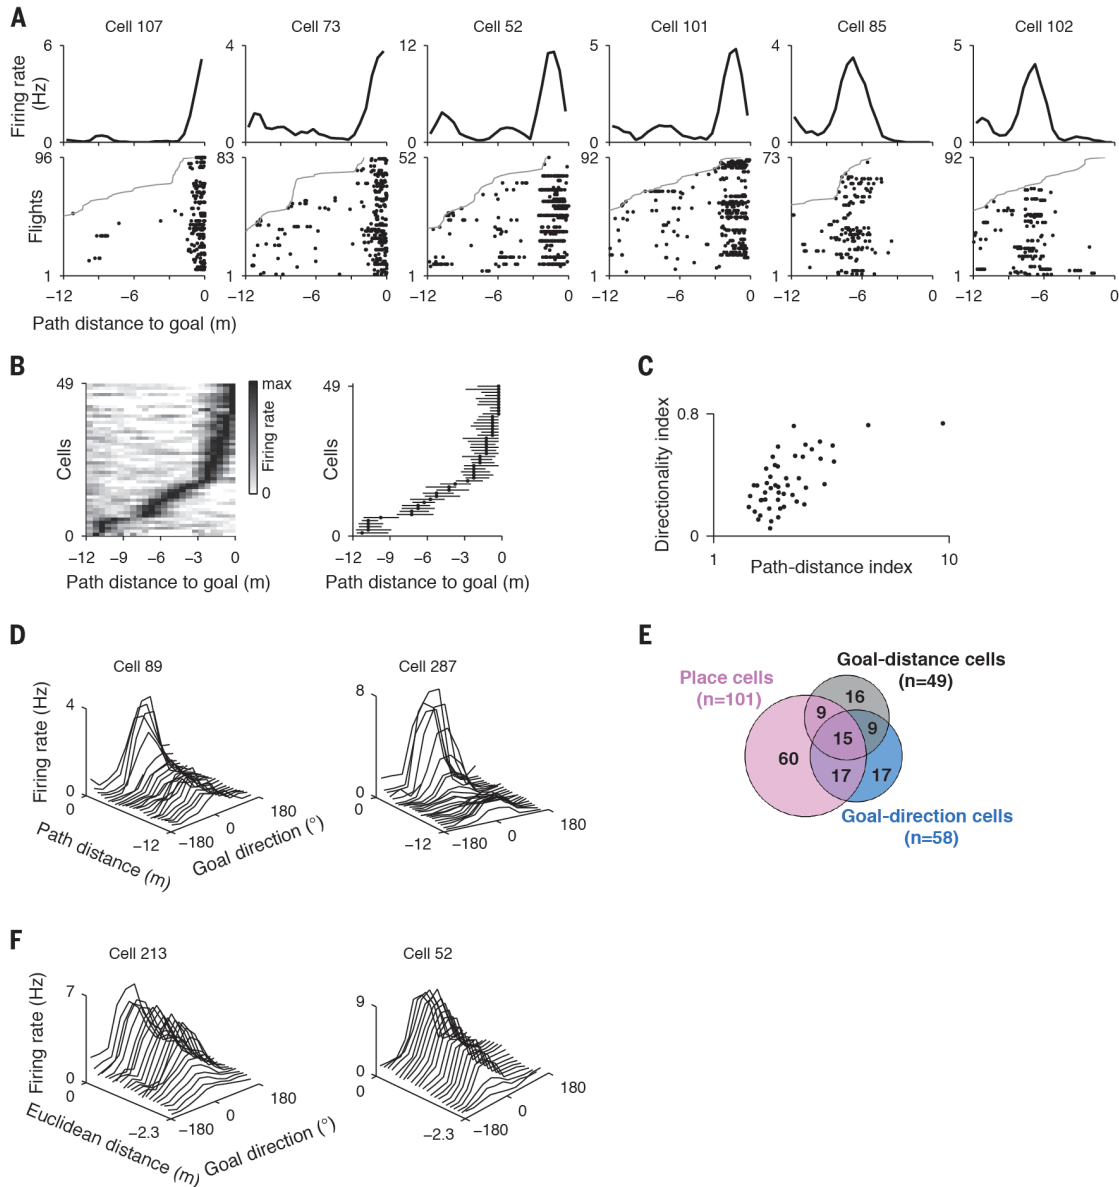 A
Cell 107
Cell 73
Cell 52
Cell 101
Cell 85
Cell 102
Firing rate
(Hz)
6
0
4
0
12
0
5
0
4
0
5
0
Flights
96
1
83
1
52
1
92
1
73
1
92
1
−12 −6 0
−12 −6 0
−12 −6 0
−12 −6 0
−12 −6 0
−12 −6 0
Path distance to goal (m)
B
49
Cells
0
−12 −9 −6 −3 0
Path distance to goal (m)
max
Firing rate
0
49
Cells
0
−12 −9 −6 −3 0
Path distance to goal (m)
C
0.8
Directionality index
0
1 10
Path-distance index
D
Cell 89
Firing rate (Hz)
4
2
0
0
−12
Path distance (m)
−180
0
180
Goal direction (°)
Cell 287
8
0
0
−12
−180
0
180
E
Place cells
(n=101)
Goal-distance cells
(n=49)
16
9
9
15
60
17
17
Goal-direction cells
(n=58)
F
Cell 213
Firing rate (Hz)
7
0
0
−2.3
Euclidean distance (m)
−180
0
180
Goal direction (°)
Cell 52
9
0
0
−2.3
−180
0
180